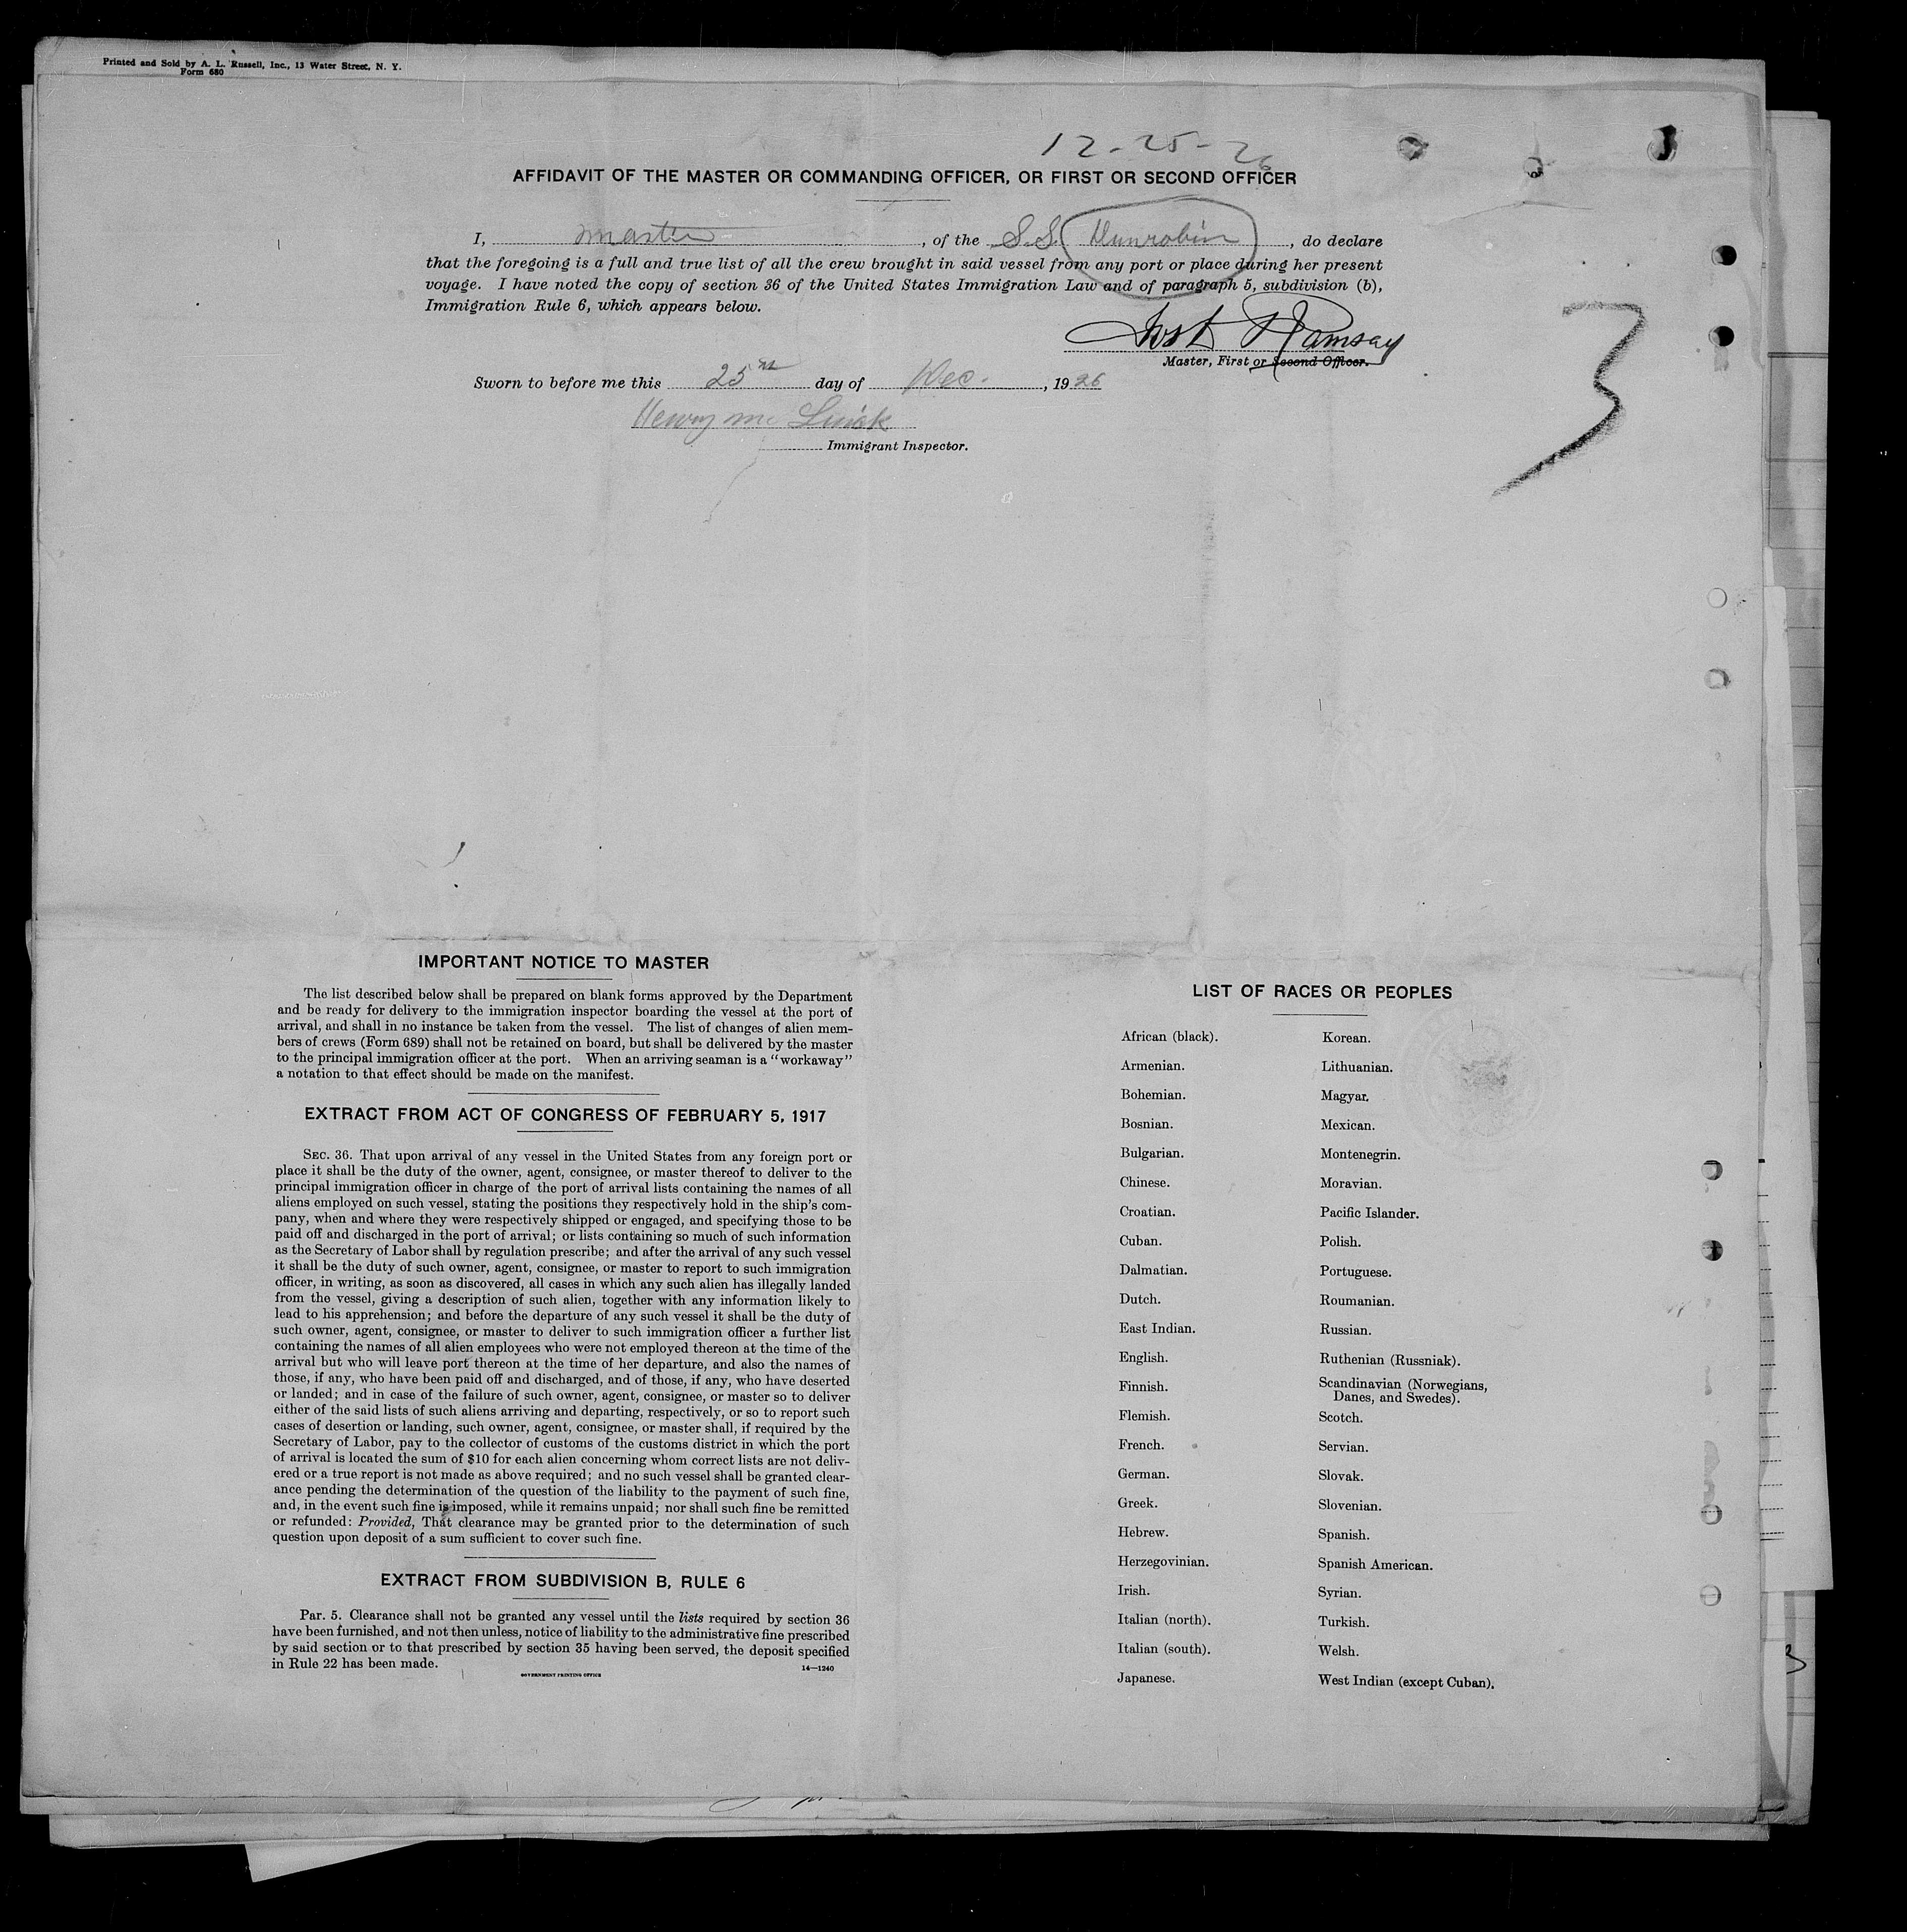 Printed and Sold by A. L. Russell, Inc., 13 Water Street, N. Y.
Form 680
12-25-26
AFFIDAVIT OF THE MASTER OR COMMANDING OFFICER, OR FIRST OR SECOND OFFICER
I, master, of the S.S. Dunrobin, do declare
that the foregoing is a full and true list of all the crew brought in said vessel from any port or place during her present
voyage. I have noted the copy of section 36 of the United States Immigration Law and of paragraph 5, subdivision (b),
Immigration Rule 6, which appears below.
Ramsay
Master, First or Second Officer.
3
Sworn to before me this 25th day of Dec., 1926
Henry
Immigrant Inspector.
IMPORTANT NOTICE TO MASTER
The list described below shall be prepared on blank forms approved by the Department
and be ready for delivery to the immigration inspector boarding the vessel at the port of
arrival, and shall in no instance be taken from the vessel. The list of changes of alien mem-
bers of crews (Form 689) shall not be retained on board, but shall be delivered by the master
to the principal immigration officer at the port. When an arriving seaman is a "workaway"
a notation to that effect should be made on the manifest.
EXTRACT FROM ACT OF CONGRESS OF FEBRUARY 5, 1917
SEC. 36. That upon arrival of any vessel in the United States from any foreign port or
place it shall be the duty of the owner, agent, consignee, or master thereof to deliver to the
principal immigration officer in charge of the port of arrival lists containing the names of all
aliens employed on such vessel, stating the positions they respectively hold in the ship's com-
pany, when and where they were respectively shipped or engaged, and specifying those to be
paid off and discharged in the port of arrival; or lists containing so much of such information
as the Secretary of Labor shall by regulation prescribe; and after the arrival of any such vessel
it shall be the duty of such owner, agent, consignee, or master to report to such immigration
officer, in writing, as soon as discovered, all cases in which any such alien has illegally landed
from the vessel, giving a description of such alien, together with any information likely to
lead to his apprehension; and before the departure of any such vessel it shall be the duty of
such owner, agent, consignee, or master to deliver to such immigration officer a further list
containing the names of all alien employees who were not employed thereon at the time of the
arrival but who will leave port thereon at the time of her departure, and also the names of
those, if any, who have been paid off and discharged, and of those, if any, who have deserted
or landed; and in case of the failure of such owner, agent, consignee, or master so to deliver
either of the said lists of such aliens arriving and departing, respectively, or so to report such
cases of desertion or landing, such owner, agent, consignee, or master shall, if required by the
Secretary of Labor, pay to the collector of customs of the customs district in which the port
of arrival is located the sum of $10 for each alien concerning whom correct lists are not deliv-
ered or a true report is not made as above required; and no such vessel shall be granted clear-
ance pending the determination of the question of the liability to the payment of such fine,
and, in the event such fine is imposed, while it remains unpaid; nor shall such fine be remitted
or refunded: Provided, That clearance may be granted prior to the determination of such
question upon deposit of a sum sufficient to cover such fine.
EXTRACT FROM SUBDIVISION B, RULE 6
Par. 5. Clearance shall not be granted any vessel until the lists required by section 36
have been furnished, and not then unless, notice of liability to the administrative fine prescribed
by said section or to that prescribed by section 35 having been served, the deposit specified
in Rule 22 has been made.
GOVERNMENT PRINTING OFFICE
14—1240
LIST OF RACES OR PEOPLES
African (black).
Armenian.
Bohemian.
Bosnian.
Bulgarian.
Chinese.
Croatian.
Cuban.
Dalmatian.
Dutch.
East Indian.
English.
Finnish.
Flemish.
French.
German.
Greek.
Hebrew.
Herzegovinian.
Irish.
Italian (north).
Italian (south).
Japanese.
Korean.
Lithuanian.
Magyar.
Mexican.
Montenegrin.
Moravian.
Pacific Islander.
Polish.
Portuguese.
Roumanian.
Russian.
Ruthenian (Russniak).
Scandinavian (Norwegians,
Danes, and Swedes).
Scotch.
Servian.
Slovak.
Slovenian.
Spanish.
Spanish American.
Syrian.
Turkish.
Welsh.
West Indian (except Cuban).